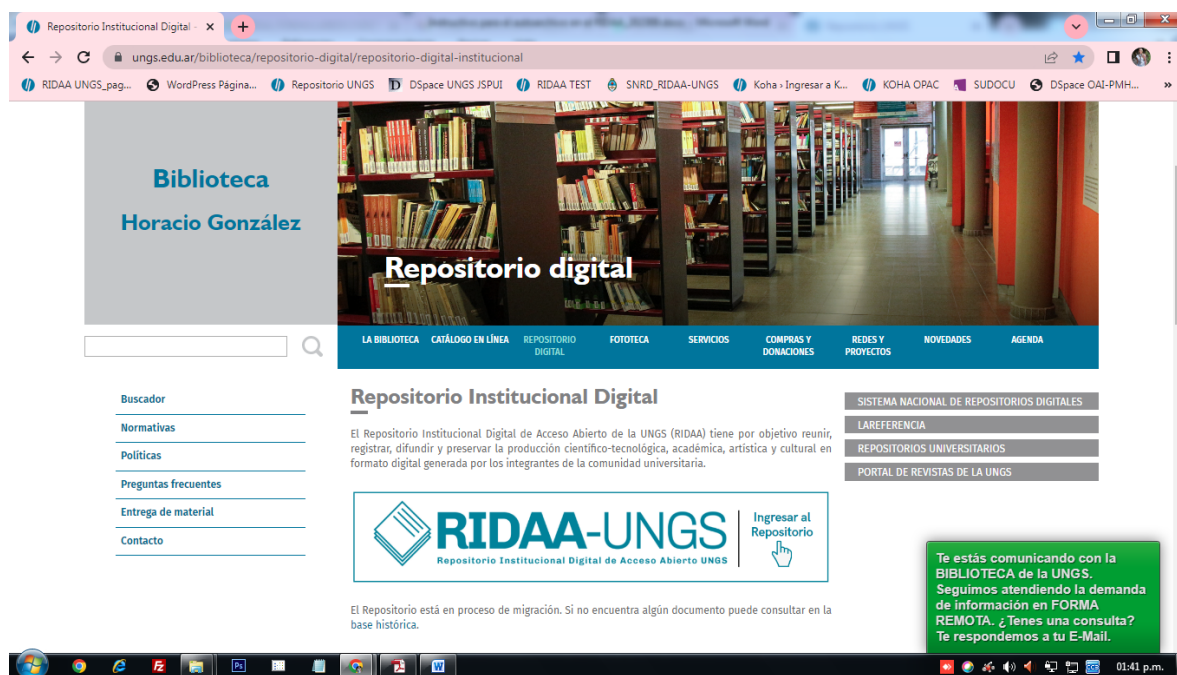 Repositorio Institucional Digital -
ungs.edu.ar/biblioteca/repositorio-digital/repositorio-digital-institucional
RIDAA UNGS_pag... WordPress Página... Repositorio UNGS DSpace UNGS JSPUI RIDAA TEST SNRD_RIDAA-UNGS Koha › Ingresar a K... KOHA OPAC SUDOCU DSpace OAI-PMH... »
Biblioteca
Horacio González
Repositorio digital
LA BIBLIOTECA CATÁLOGO EN LÍNEA REPOSITORIO DIGITAL FOTOTECA SERVICIOS COMPRAS Y DONACIONES REDES Y PROYECTOS NOVEDADES AGENDA
Buscador
Normativas
Políticas
Preguntas frecuentes
Entrega de material
Contacto
Repositorio Institucional Digital
El Repositorio Institucional Digital de Acceso Abierto de la UNGS (RIDAA) tiene por objetivo reunir,
registrar, difundir y preservar la producción científico-tecnológica, académica, artística y cultural en
formato digital generada por los integrantes de la comunidad universitaria.
RIDAA-UNGS
Repositorio Institucional Digital de Acceso Abierto UNGS
Ingresar al
Repositorio
El Repositorio está en proceso de migración. Si no encuentra algún documento puede consultar en la
base histórica.
SISTEMA NACIONAL DE REPOSITORIOS DIGITALES
LAREFERENCIA
REPOSITORIOS UNIVERSITARIOS
PORTAL DE REVISTAS DE LA UNGS
Te estás comunicando con la
BIBLIOTECA de la UNGS.
Seguimos atendiendo la demanda
de información en FORMA
REMOTA. ¿Tenes una consulta?
Te respondemos a tu E-Mail.
01:41 p.m.